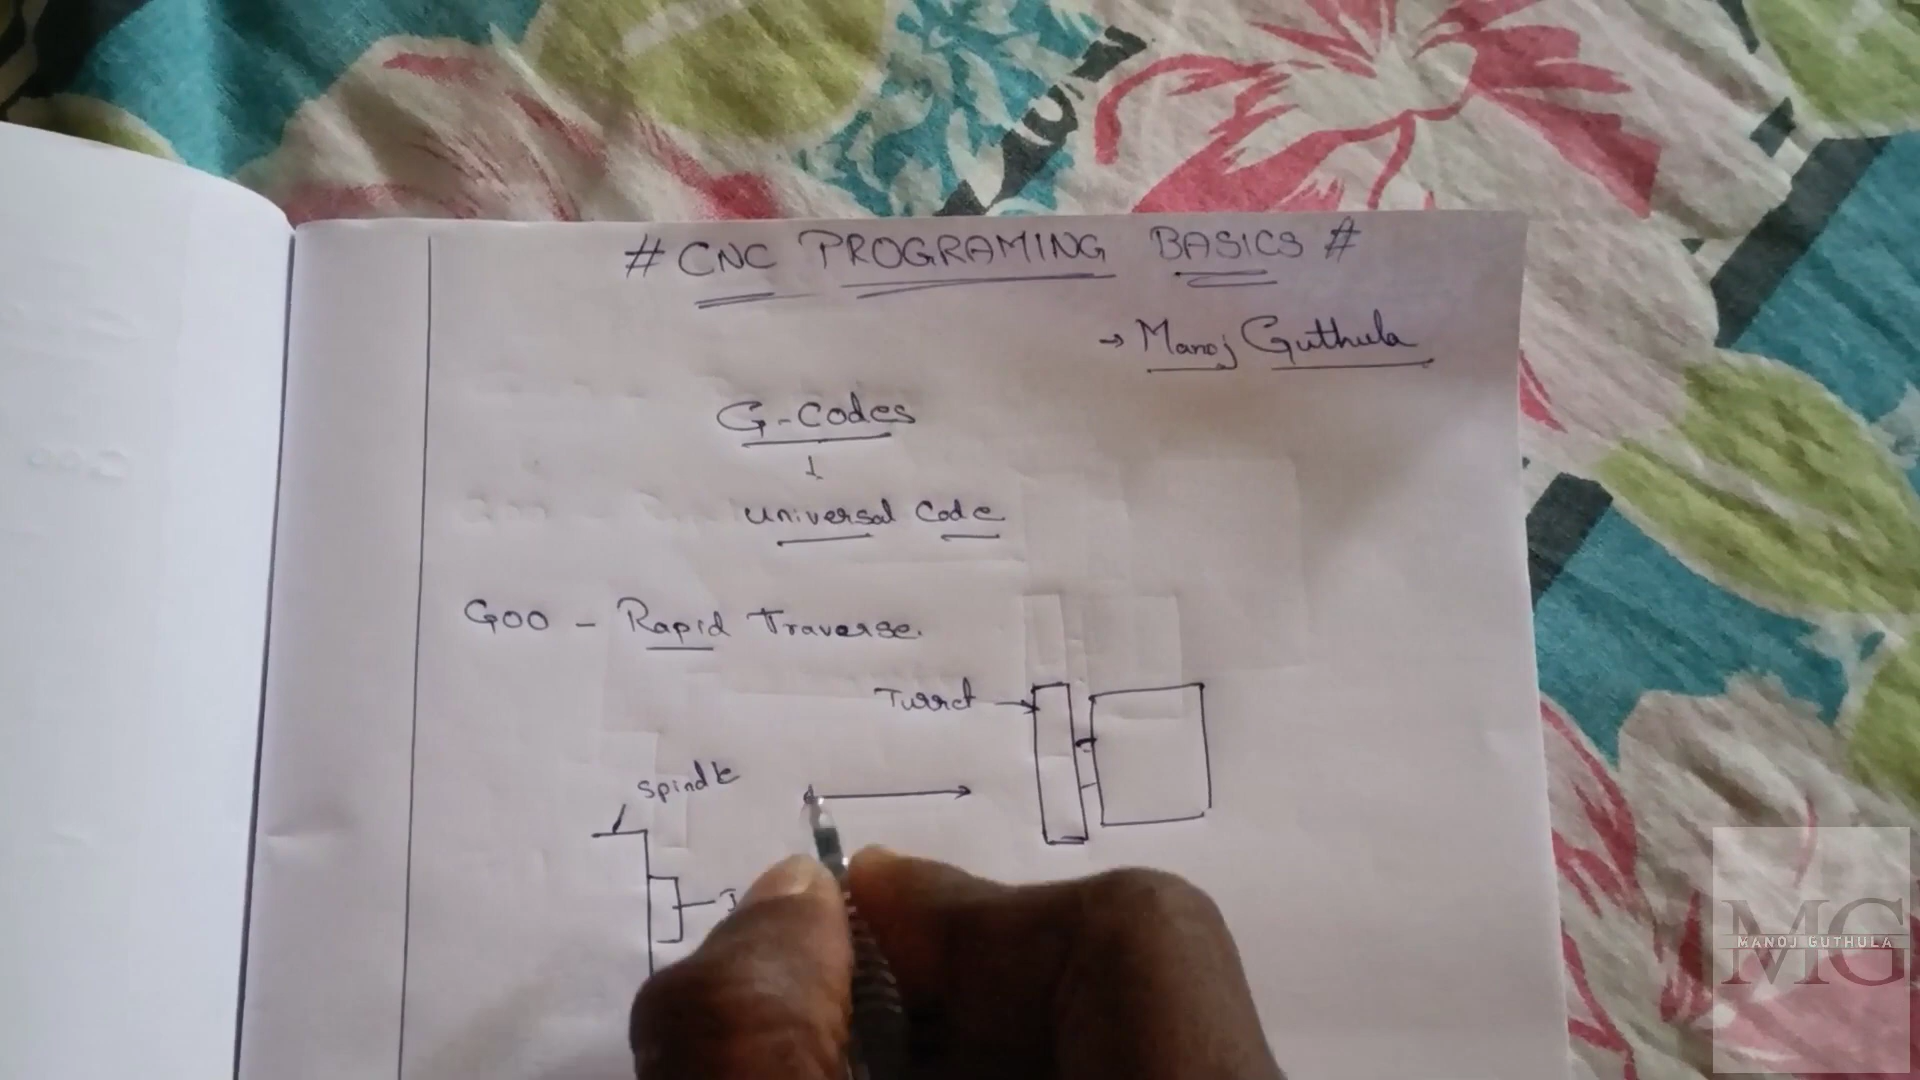 # CNC PROGRAMING BASICS #
→ Manoj Guthula
G-Codes
↓
Universal Code
G00 - Rapid Traverse.
Turret →
Spindle
MG
MANOJ GUTHULA